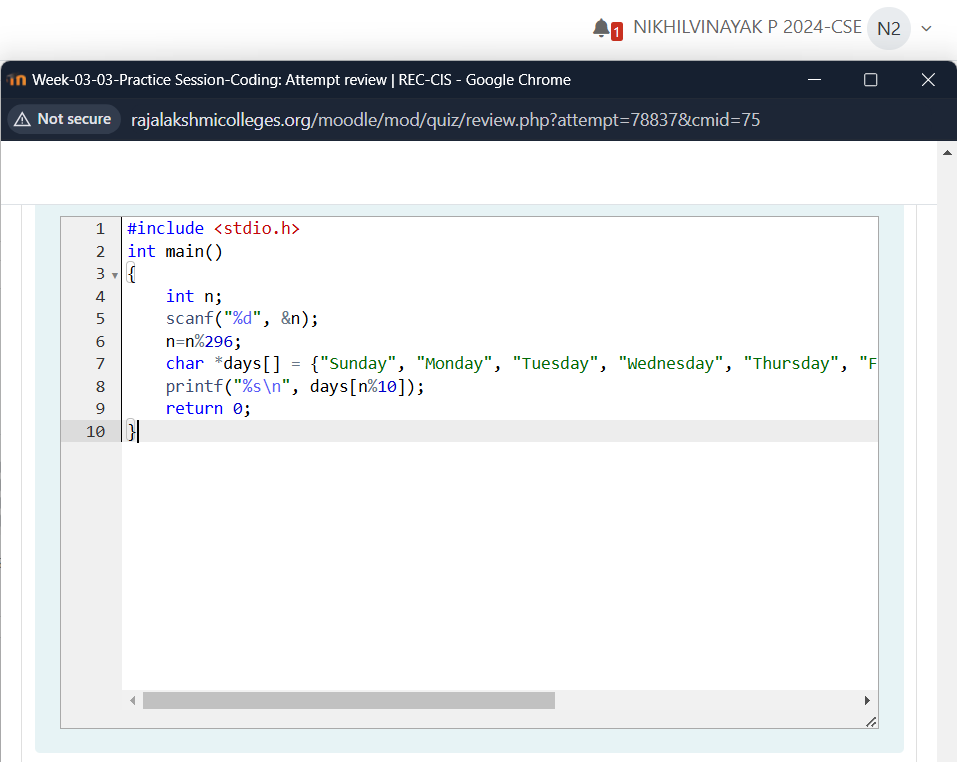 1 NIKHILVINAYAK P 2024-CSE N2
Week-03-03-Practice Session-Coding: Attempt review | REC-CIS - Google Chrome
Not secure rajalakshmicolleges.org/moodle/mod/quiz/review.php?attempt=78837&cmid=75
1 #include <stdio.h>
2 int main()
3 {
4     int n;
5     scanf("%d", &n);
6     n=n%296;
7     char *days[] = {"Sunday", "Monday", "Tuesday", "Wednesday", "Thursday", "F
8     printf("%s\n", days[n%10]);
9     return 0;
10 }